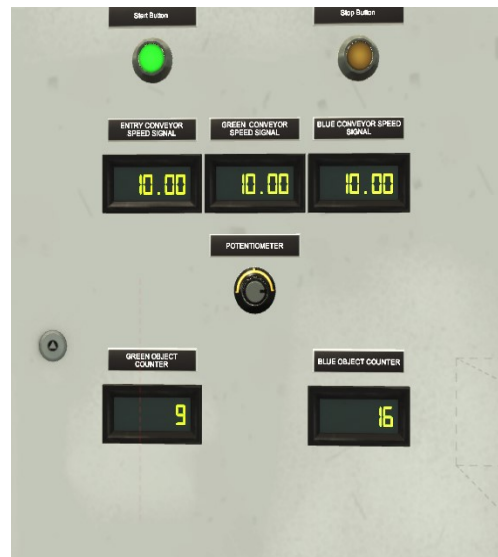 Start Button
Stop Button
ENTRY CONVEYOR
SPEED SIGNAL
GREEN CONVEYOR
SPEED SIGNAL
BLUE CONVEYOR SPEED
SIGNAL
10.00
10.00
10.00
POTENTIOMETER
GREEN OBJECT
COUNTER
BLUE OBJECT COUNTER
9
16